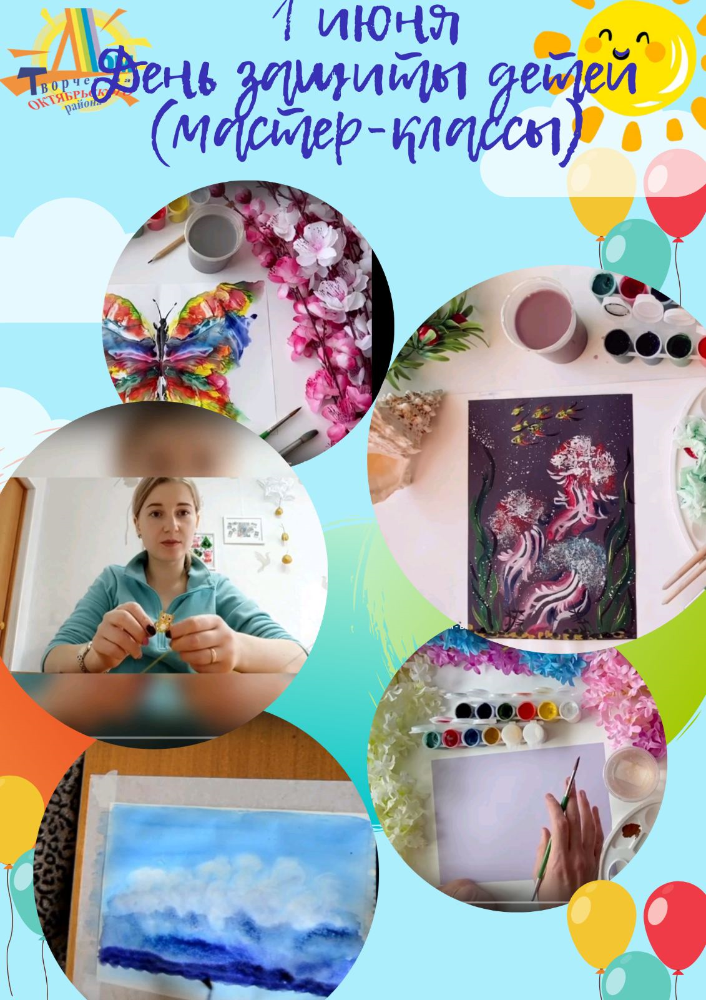 1 июня
День защиты детей
(мастер-классы)
Творчества
ОКТЯБРЬСКОГО
района